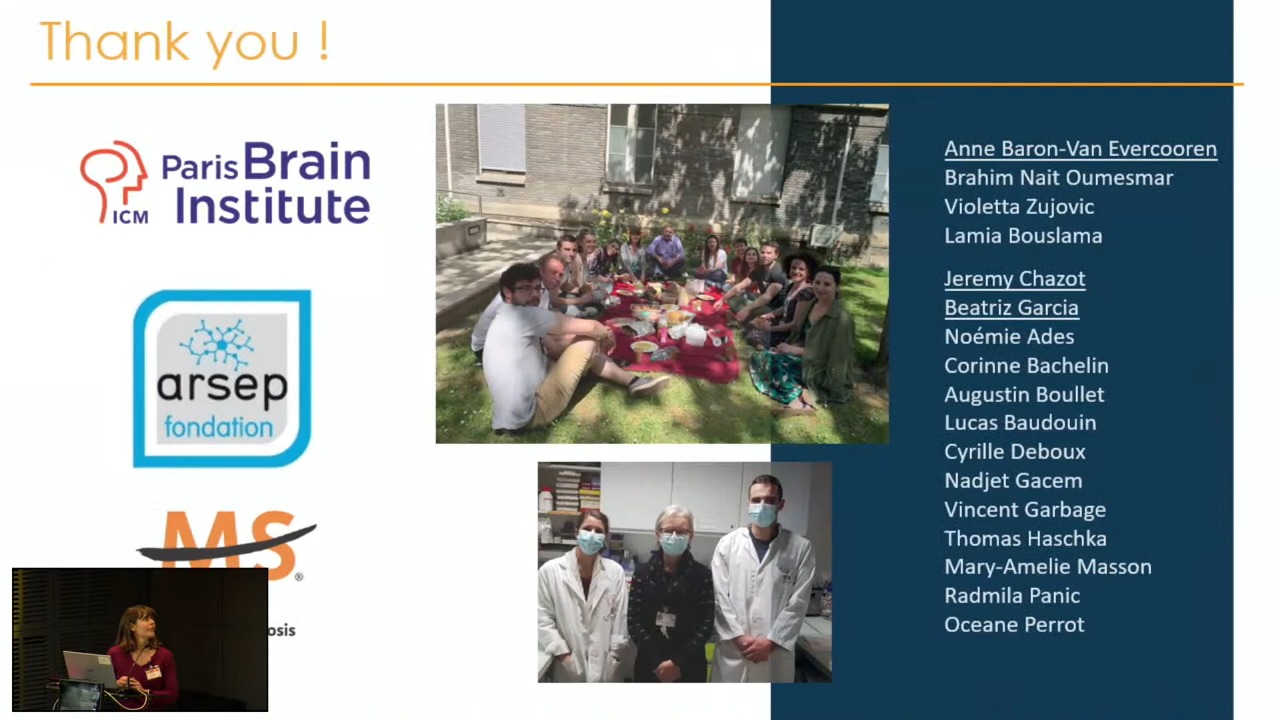 Thank you !
Paris Brain
Institute
ICM
arsep
fondation
MS
®
osis
Anne Baron-Van Evercooren
Brahim Nait Oumesmar
Violetta Zujovic
Lamia Bouslama
Jeremy Chazot
Beatriz Garcia
Noémie Ades
Corinne Bachelin
Augustin Boullet
Lucas Baudouin
Cyrille Deboux
Nadjet Gacem
Vincent Garbage
Thomas Haschka
Mary-Amelie Masson
Radmila Panic
Oceane Perrot